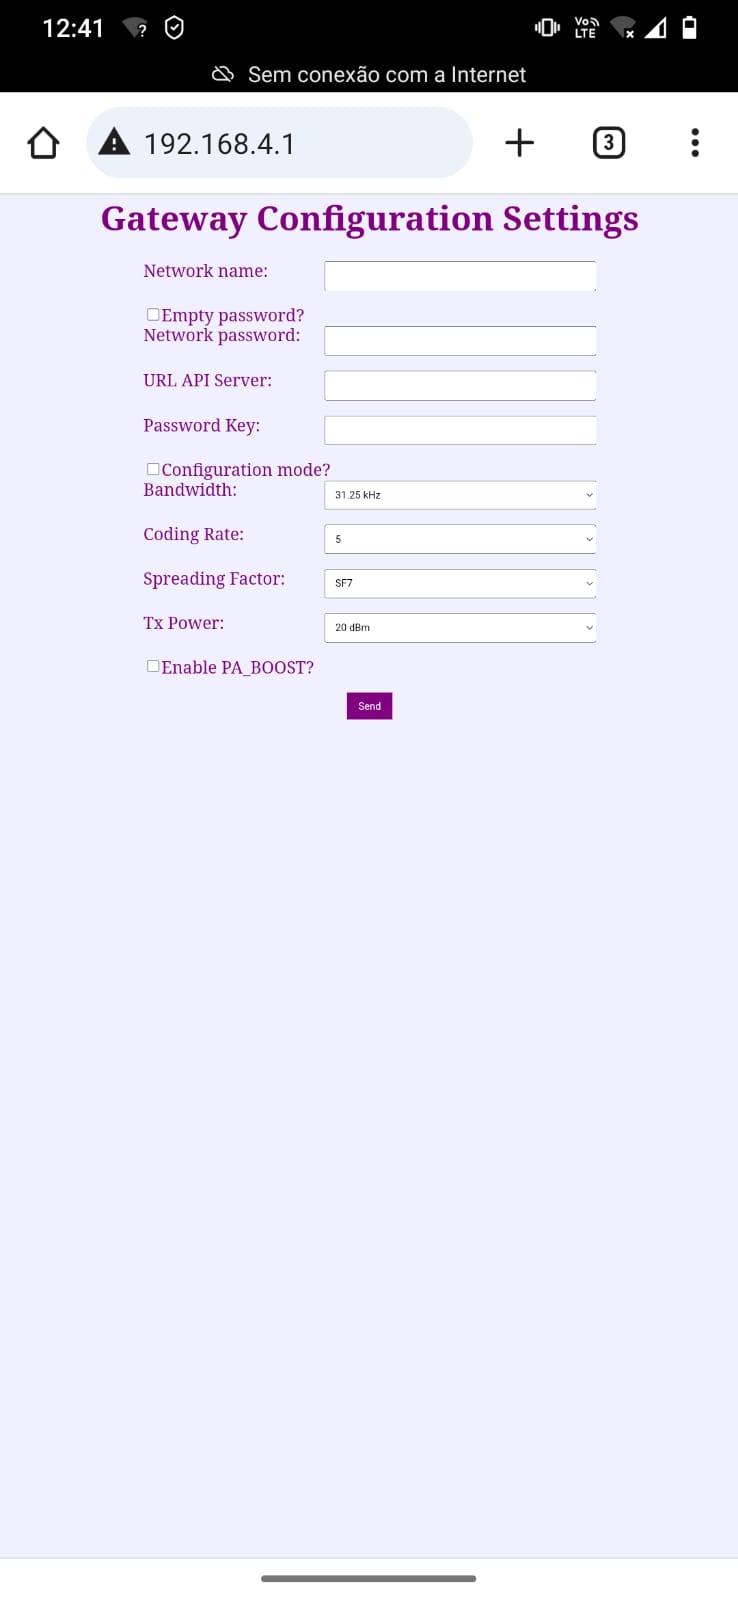 12:41
?
Vo LTE
Sem conexão com a Internet
192.168.4.1
3
Gateway Configuration Settings
Network name:
Empty password?
Network password:
URL API Server:
Password Key:
Configuration mode?
Bandwidth: 31.25 kHz
Coding Rate: 5
Spreading Factor: SF7
Tx Power: 20 dBm
Enable PA_BOOST?
Send